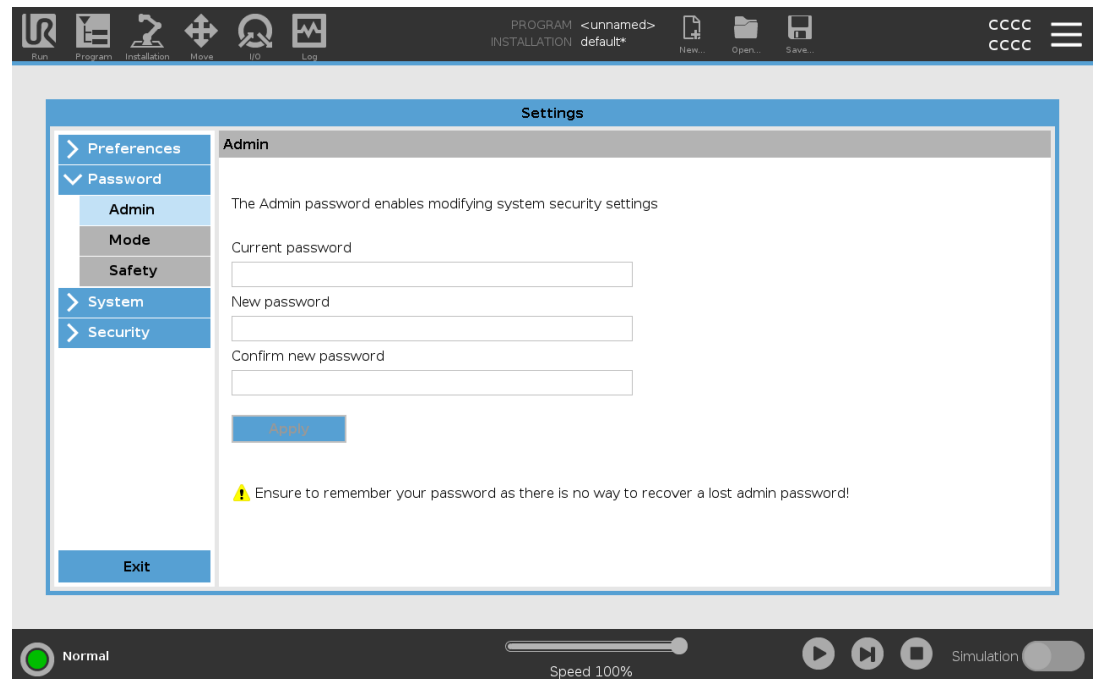 PROGRAM <unnamed>
INSTALLATION default*
CCCC
CCCC
Run Program Installation Move I/O Log New... Open... Save...
Settings
Preferences
Password
Admin
Mode
Safety
System
Security
Exit
Admin
The Admin password enables modifying system security settings
Current password
New password
Confirm new password
Apply
Ensure to remember your password as there is no way to recover a lost admin password!
Normal
Speed 100%
Simulation